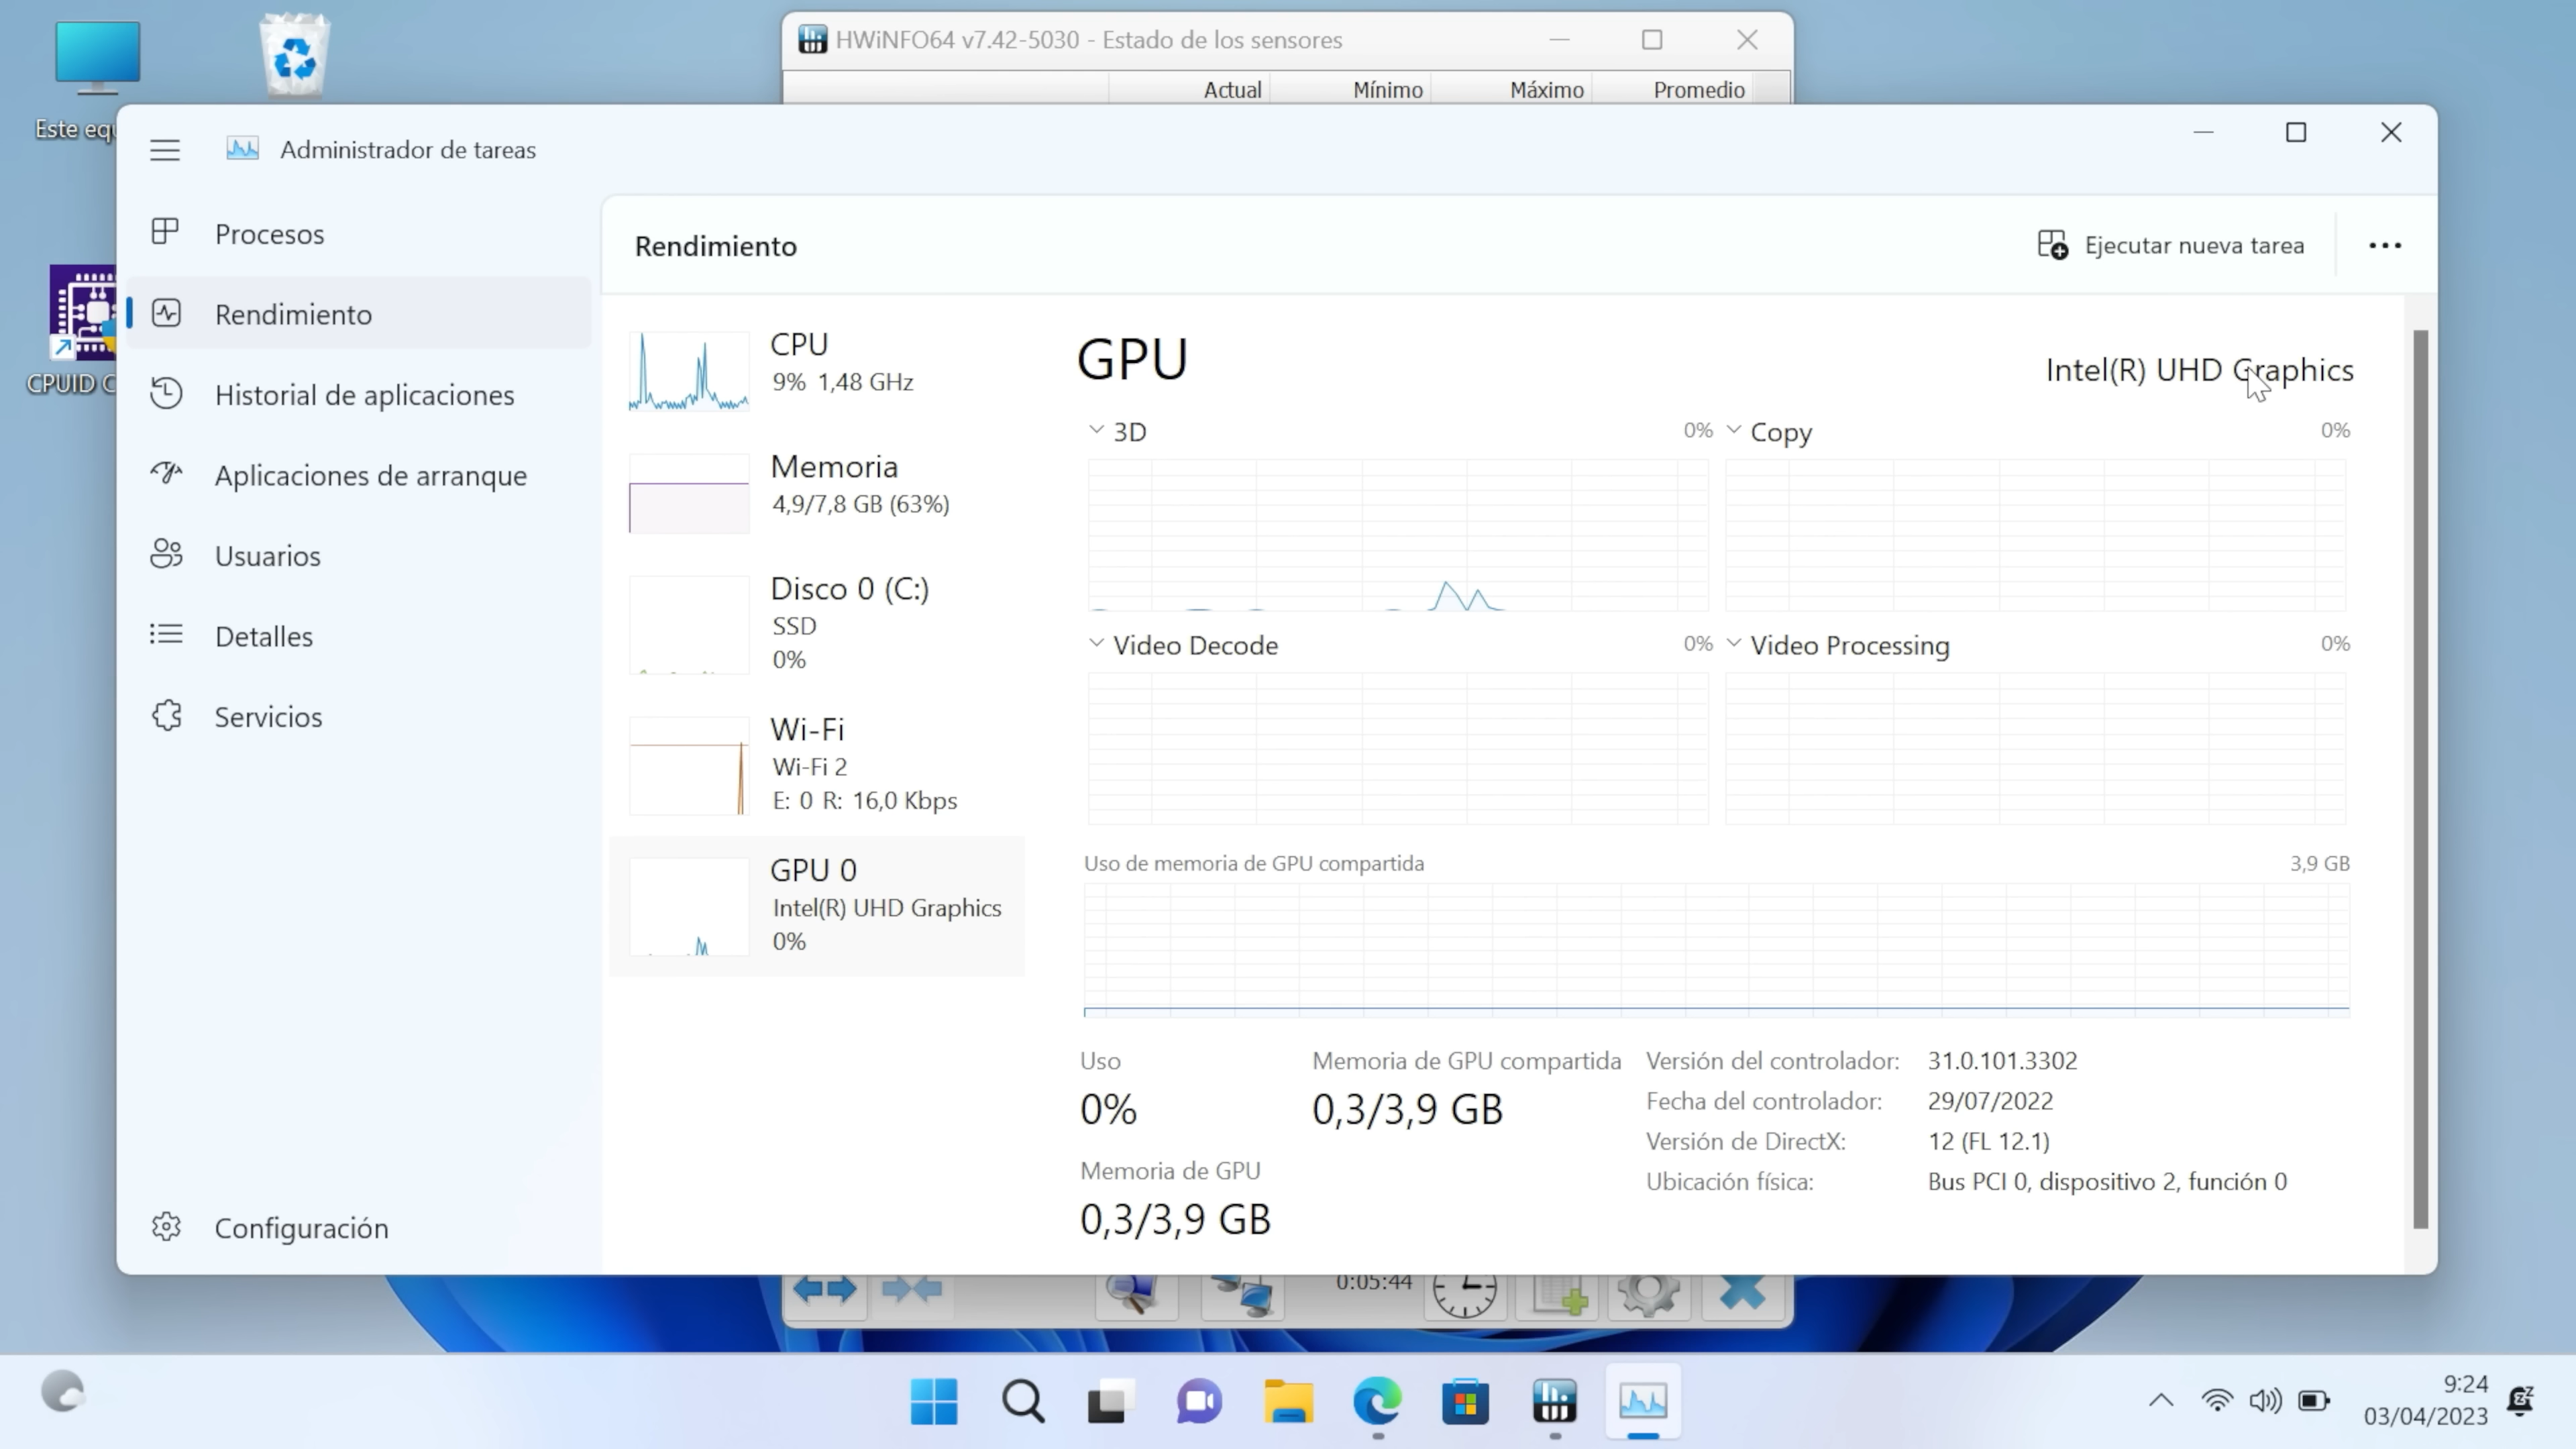 HWiNFO64 v7.42-5030 - Estado de los sensores
Actual Mínimo Máximo Promedio
Este equ
Administrador de tareas
Procesos
Rendimiento
Historial de aplicaciones
CPUID C
Aplicaciones de arranque
Usuarios
Detalles
Servicios
Configuración
Rendimiento
Ejecutar nueva tarea
CPU
9% 1,48 GHz
Memoria
4,9/7,8 GB (63%)
Disco 0 (C:)
SSD
0%
Wi-Fi
Wi-Fi 2
E: 0 R: 16,0 Kbps
GPU 0
Intel(R) UHD Graphics
0%
GPU
Intel(R) UHD Graphics
3D 0%
Copy 0%
Video Decode 0%
Video Processing 0%
Uso de memoria de GPU compartida 3,9 GB
Uso
0%
Memoria de GPU compartida
0,3/3,9 GB
Memoria de GPU
0,3/3,9 GB
Versión del controlador: 31.0.101.3302
Fecha del controlador: 29/07/2022
Versión de DirectX: 12 (FL 12.1)
Ubicación física: Bus PCI 0, dispositivo 2, función 0
0:05:44
9:24
03/04/2023